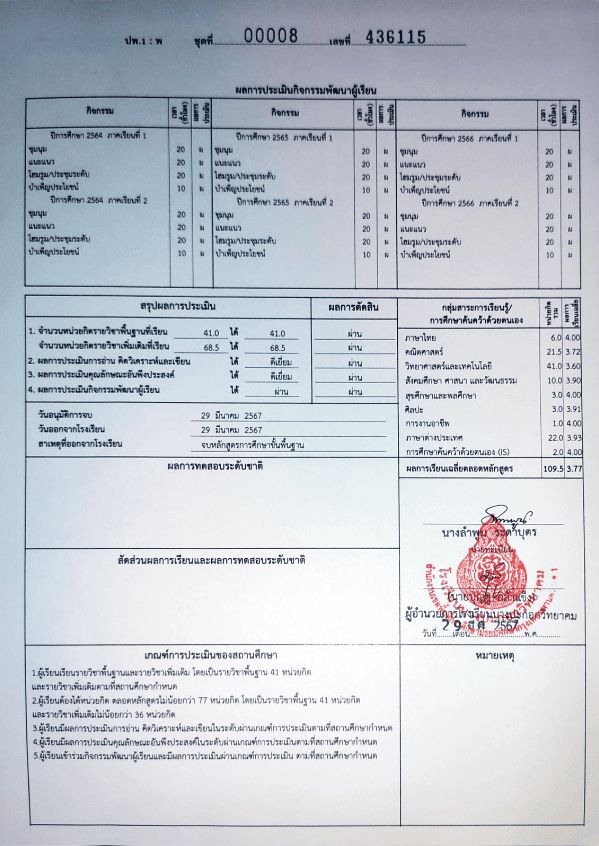 ปพ.1 : พ ชุดที่ 00008 เลขที่ 436115
ผลการประเมินกิจกรรมพัฒนาผู้เรียน
กิจกรรม เวลา (ชั่วโมง) ผลการประเมิน กิจกรรม เวลา (ชั่วโมง) ผลการประเมิน กิจกรรม เวลา (ชั่วโมง) ผลการประเมิน
ปีการศึกษา 2564 ภาคเรียนที่ 1 ปีการศึกษา 2565 ภาคเรียนที่ 1 ปีการศึกษา 2566 ภาคเรียนที่ 1
ชุมนุม 20 ผ ชุมนุม 20 ผ ชุมนุม 20 ผ
แนะแนว 20 ผ แนะแนว 20 ผ แนะแนว 20 ผ
โฮมรูม/ประชุมระดับ 20 ผ โฮมรูม/ประชุมระดับ 20 ผ โฮมรูม/ประชุมระดับ 20 ผ
บำเพ็ญประโยชน์ 10 ผ บำเพ็ญประโยชน์ 10 ผ บำเพ็ญประโยชน์ 10 ผ
ปีการศึกษา 2564 ภาคเรียนที่ 2 ปีการศึกษา 2565 ภาคเรียนที่ 2 ปีการศึกษา 2566 ภาคเรียนที่ 2
ชุมนุม 20 ผ ชุมนุม 20 ผ ชุมนุม 20 ผ
แนะแนว 20 ผ แนะแนว 20 ผ แนะแนว 20 ผ
โฮมรูม/ประชุมระดับ 20 ผ โฮมรูม/ประชุมระดับ 20 ผ โฮมรูม/ประชุมระดับ 20 ผ
บำเพ็ญประโยชน์ 10 ผ บำเพ็ญประโยชน์ 10 ผ บำเพ็ญประโยชน์ 10 ผ
สรุปผลการประเมิน ผลการตัดสิน
1. จำนวนหน่วยกิตรายวิชาพื้นฐานที่เรียน 41.0 ได้ 41.0 ผ่าน
จำนวนหน่วยกิตรายวิชาเพิ่มเติมที่เรียน 68.5 ได้ 68.5 ผ่าน
2. ผลการประเมินการอ่าน คิดวิเคราะห์และเขียน ได้ ดีเยี่ยม ผ่าน
3. ผลการประเมินคุณลักษณะอันพึงประสงค์ ได้ ดีเยี่ยม ผ่าน
4. ผลการประเมินกิจกรรมพัฒนาผู้เรียน ได้ ผ่าน ผ่าน
วันอนุมัติการจบ 29 มีนาคม 2567
วันออกจากโรงเรียน 29 มีนาคม 2567
สาเหตุที่ออกจากโรงเรียน จบหลักสูตรการศึกษาขั้นพื้นฐาน
กลุ่มสาระการเรียนรู้/ การศึกษาค้นคว้าด้วยตนเอง หน่วยกิตรวม ผลการเรียนเฉลี่ย
ภาษาไทย 6.0 4.00
คณิตศาสตร์ 21.5 3.72
วิทยาศาสตร์และเทคโนโลยี 41.0 3.60
สังคมศึกษา ศาสนา และวัฒนธรรม 10.0 3.90
สุขศึกษาและพลศึกษา 3.0 4.00
ศิลปะ 3.0 3.91
การงานอาชีพ 1.0 4.00
ภาษาต่างประเทศ 22.0 3.93
การศึกษาค้นคว้าด้วยตนเอง (IS) 2.0 4.00
ผลการเรียนเฉลี่ยตลอดหลักสูตร 109.5 3.77
ผลการทดสอบระดับชาติ
สัดส่วนผลการเรียนและผลการทดสอบระดับชาติ
นางลำพูน
นายทะเบียน
ผู้อำนวยการโรงเรียนบางปะกอกวิทยาคม
29 มี.ค. 2567
วันที่ เดือน พ.ศ.
เกณฑ์การประเมินของสถานศึกษา
1.ผู้เรียนเรียนรายวิชาพื้นฐานและรายวิชาเพิ่มเติม โดยเป็นรายวิชาพื้นฐาน 41 หน่วยกิต
และรายวิชาเพิ่มเติมตามที่สถานศึกษากำหนด
2.ผู้เรียนต้องได้หน่วยกิต ตลอดหลักสูตรไม่น้อยกว่า 77 หน่วยกิต โดยเป็นรายวิชาพื้นฐาน 41 หน่วยกิต
และรายวิชาเพิ่มเติมไม่น้อยกว่า 36 หน่วยกิต
3.ผู้เรียนมีผลการประเมินการอ่าน คิดวิเคราะห์และเขียนในระดับผ่านเกณฑ์การประเมินตามที่สถานศึกษากำหนด
4.ผู้เรียนมีผลการประเมินคุณลักษณะอันพึงประสงค์ในระดับผ่านเกณฑ์การประเมินตามที่สถานศึกษากำหนด
5.ผู้เรียนเข้าร่วมกิจกรรมพัฒนาผู้เรียนและมีผลการประเมินผ่านเกณฑ์การประเมิน ตามที่สถานศึกษากำหนด
หมายเหตุ